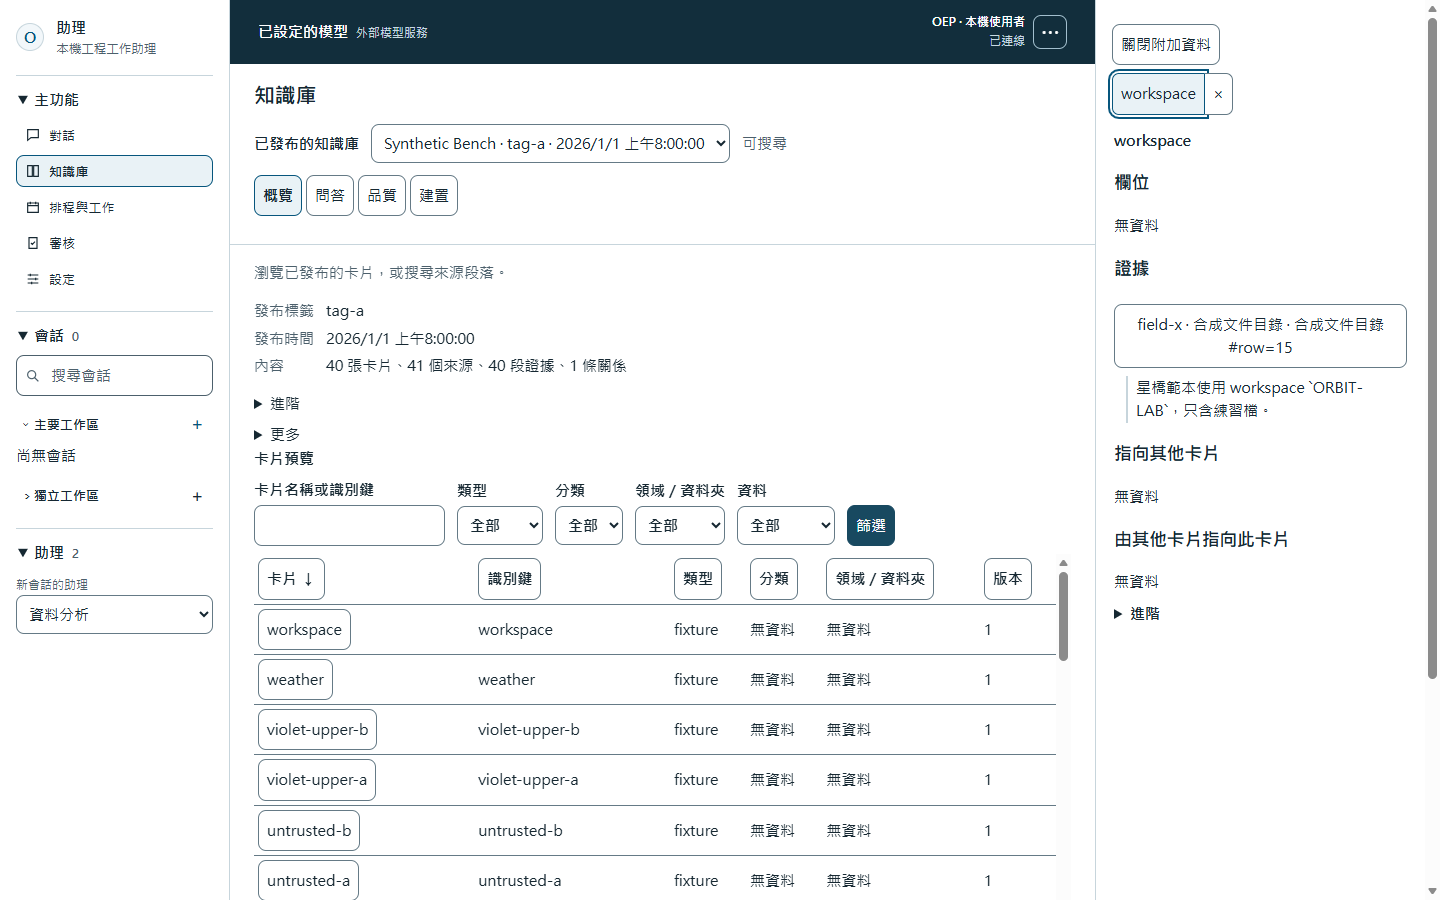 O
助理
本機工程工作助理
▼ 主功能
對話
知識庫
排程與工作
審核
設定
▼ 會話 0
搜尋會話
主要工作區 +
尚無會話
獨立工作區 +
▼ 助理 2
新會話的助理
資料分析
已設定的模型 外部模型服務
OEP · 本機使用者
已連線
知識庫
已發布的知識庫 Synthetic Bench · tag-a · 2026/1/1 上午8:00:00 可搜尋
概覽 問答 品質 建置
瀏覽已發布的卡片，或搜尋來源段落。
發布標籤 tag-a
發布時間 2026/1/1 上午8:00:00
內容 40 張卡片、41 個來源、40 段證據、1 條關係
▶ 進階
▶ 更多
卡片預覽
卡片名稱或識別鍵 類型 分類 領域 / 資料夾 資料
全部 全部 全部 全部 篩選
卡片 ↓ 識別鍵 類型 分類 領域 / 資料夾 版本
workspace workspace fixture 無資料 無資料 1
weather weather fixture 無資料 無資料 1
violet-upper-b violet-upper-b fixture 無資料 無資料 1
violet-upper-a violet-upper-a fixture 無資料 無資料 1
untrusted-b untrusted-b fixture 無資料 無資料 1
untrusted-a untrusted-a fixture 無資料 無資料 1
關閉附加資料
workspace ×
workspace
欄位
無資料
證據
field-x · 合成文件目錄 · 合成文件目錄
#row=15
星橋範本使用 workspace `ORBIT-
LAB`，只含練習檔。
指向其他卡片
無資料
由其他卡片指向此卡片
無資料
▶ 進階